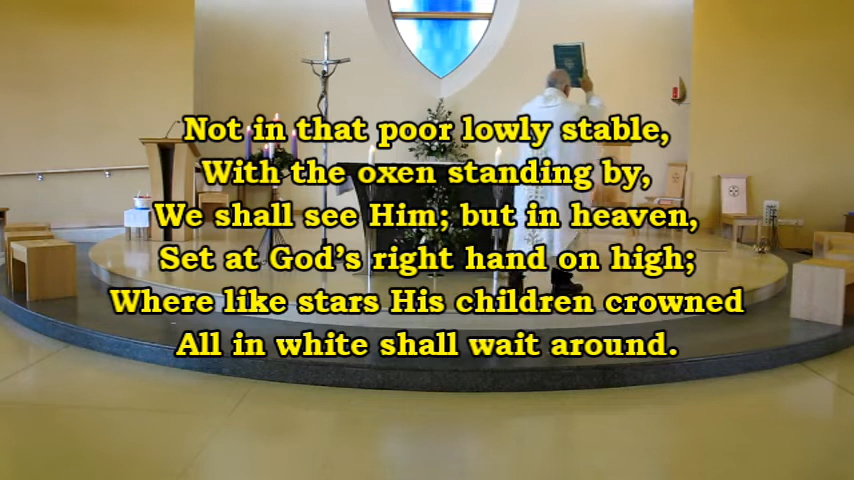 Not in that poor lowly stable,
With the oxen standing by,
We shall see Him; but in heaven,
Set at God’s right hand on high;
Where like stars His children crowned
All in white shall wait around.